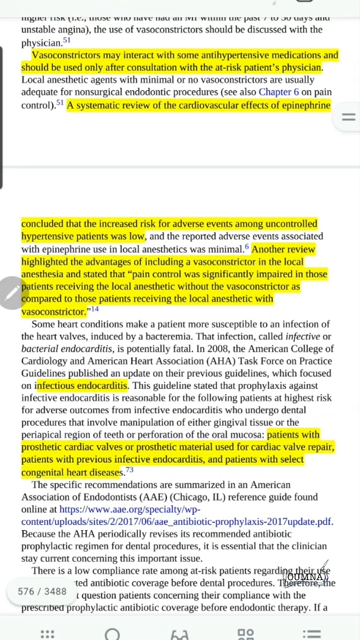 higher risk (i.e., those who have had an MI within the past 7 to 30 days and
unstable angina), the use of vasoconstrictors should be discussed with the
physician.51
Vasoconstrictors may interact with some antihypertensive medications and
should be used only after consultation with the at-risk patient's physician.
Local anesthetic agents with minimal or no vasoconstrictors are usually
adequate for nonsurgical endodontic procedures (see also Chapter 6 on pain
control).51 A systematic review of the cardiovascular effects of epinephrine
concluded that the increased risk for adverse events among uncontrolled
hypertensive patients was low, and the reported adverse events associated
with epinephrine use in local anesthetics was minimal.6 Another review
highlighted the advantages of including a vasoconstrictor in the local
anesthesia and stated that "pain control was significantly impaired in those
patients receiving the local anesthetic without the vasoconstrictor as
compared to those patients receiving the local anesthetic with
vasoconstrictor."14
Some heart conditions make a patient more susceptible to an infection of
the heart valves, induced by a bacteremia. That infection, called infective or
bacterial endocarditis, is potentially fatal. In 2008, the American College of
Cardiology and American Heart Association (AHA) Task Force on Practice
Guidelines published an update on their previous guidelines, which focused
on infectious endocarditis. This guideline stated that prophylaxis against
infective endocarditis is reasonable for the following patients at highest risk
for adverse outcomes from infective endocarditis who undergo dental
procedures that involve manipulation of either gingival tissue or the
periapical region of teeth or perforation of the oral mucosa: patients with
prosthetic cardiac valves or prosthetic material used for cardiac valve repair,
patients with previous infective endocarditis, and patients with select
congenital heart diseases.73
The specific recommendations are summarized in an American
Association of Endodontists (AAE) (Chicago, IL) reference guide found
online at https://www.aae.org/specialty/wp-
content/uploads/sites/2/2017/06/aae_antibiotic-prophylaxis-2017update.pdf.
Because the AHA periodically revises its recommended antibiotic
prophylactic regimen for dental procedures, it is essential that the clinician
stay current concerning this important issue.
There is a low compliance rate among at-risk patients regarding their use
ted antibiotic coverage before dental procedures. Therefore, the
OUMNA
576 / 3488
t question patients concerning their compliance with the
prescribed prophylactic antibiotic coverage before endodontic therapy. If a